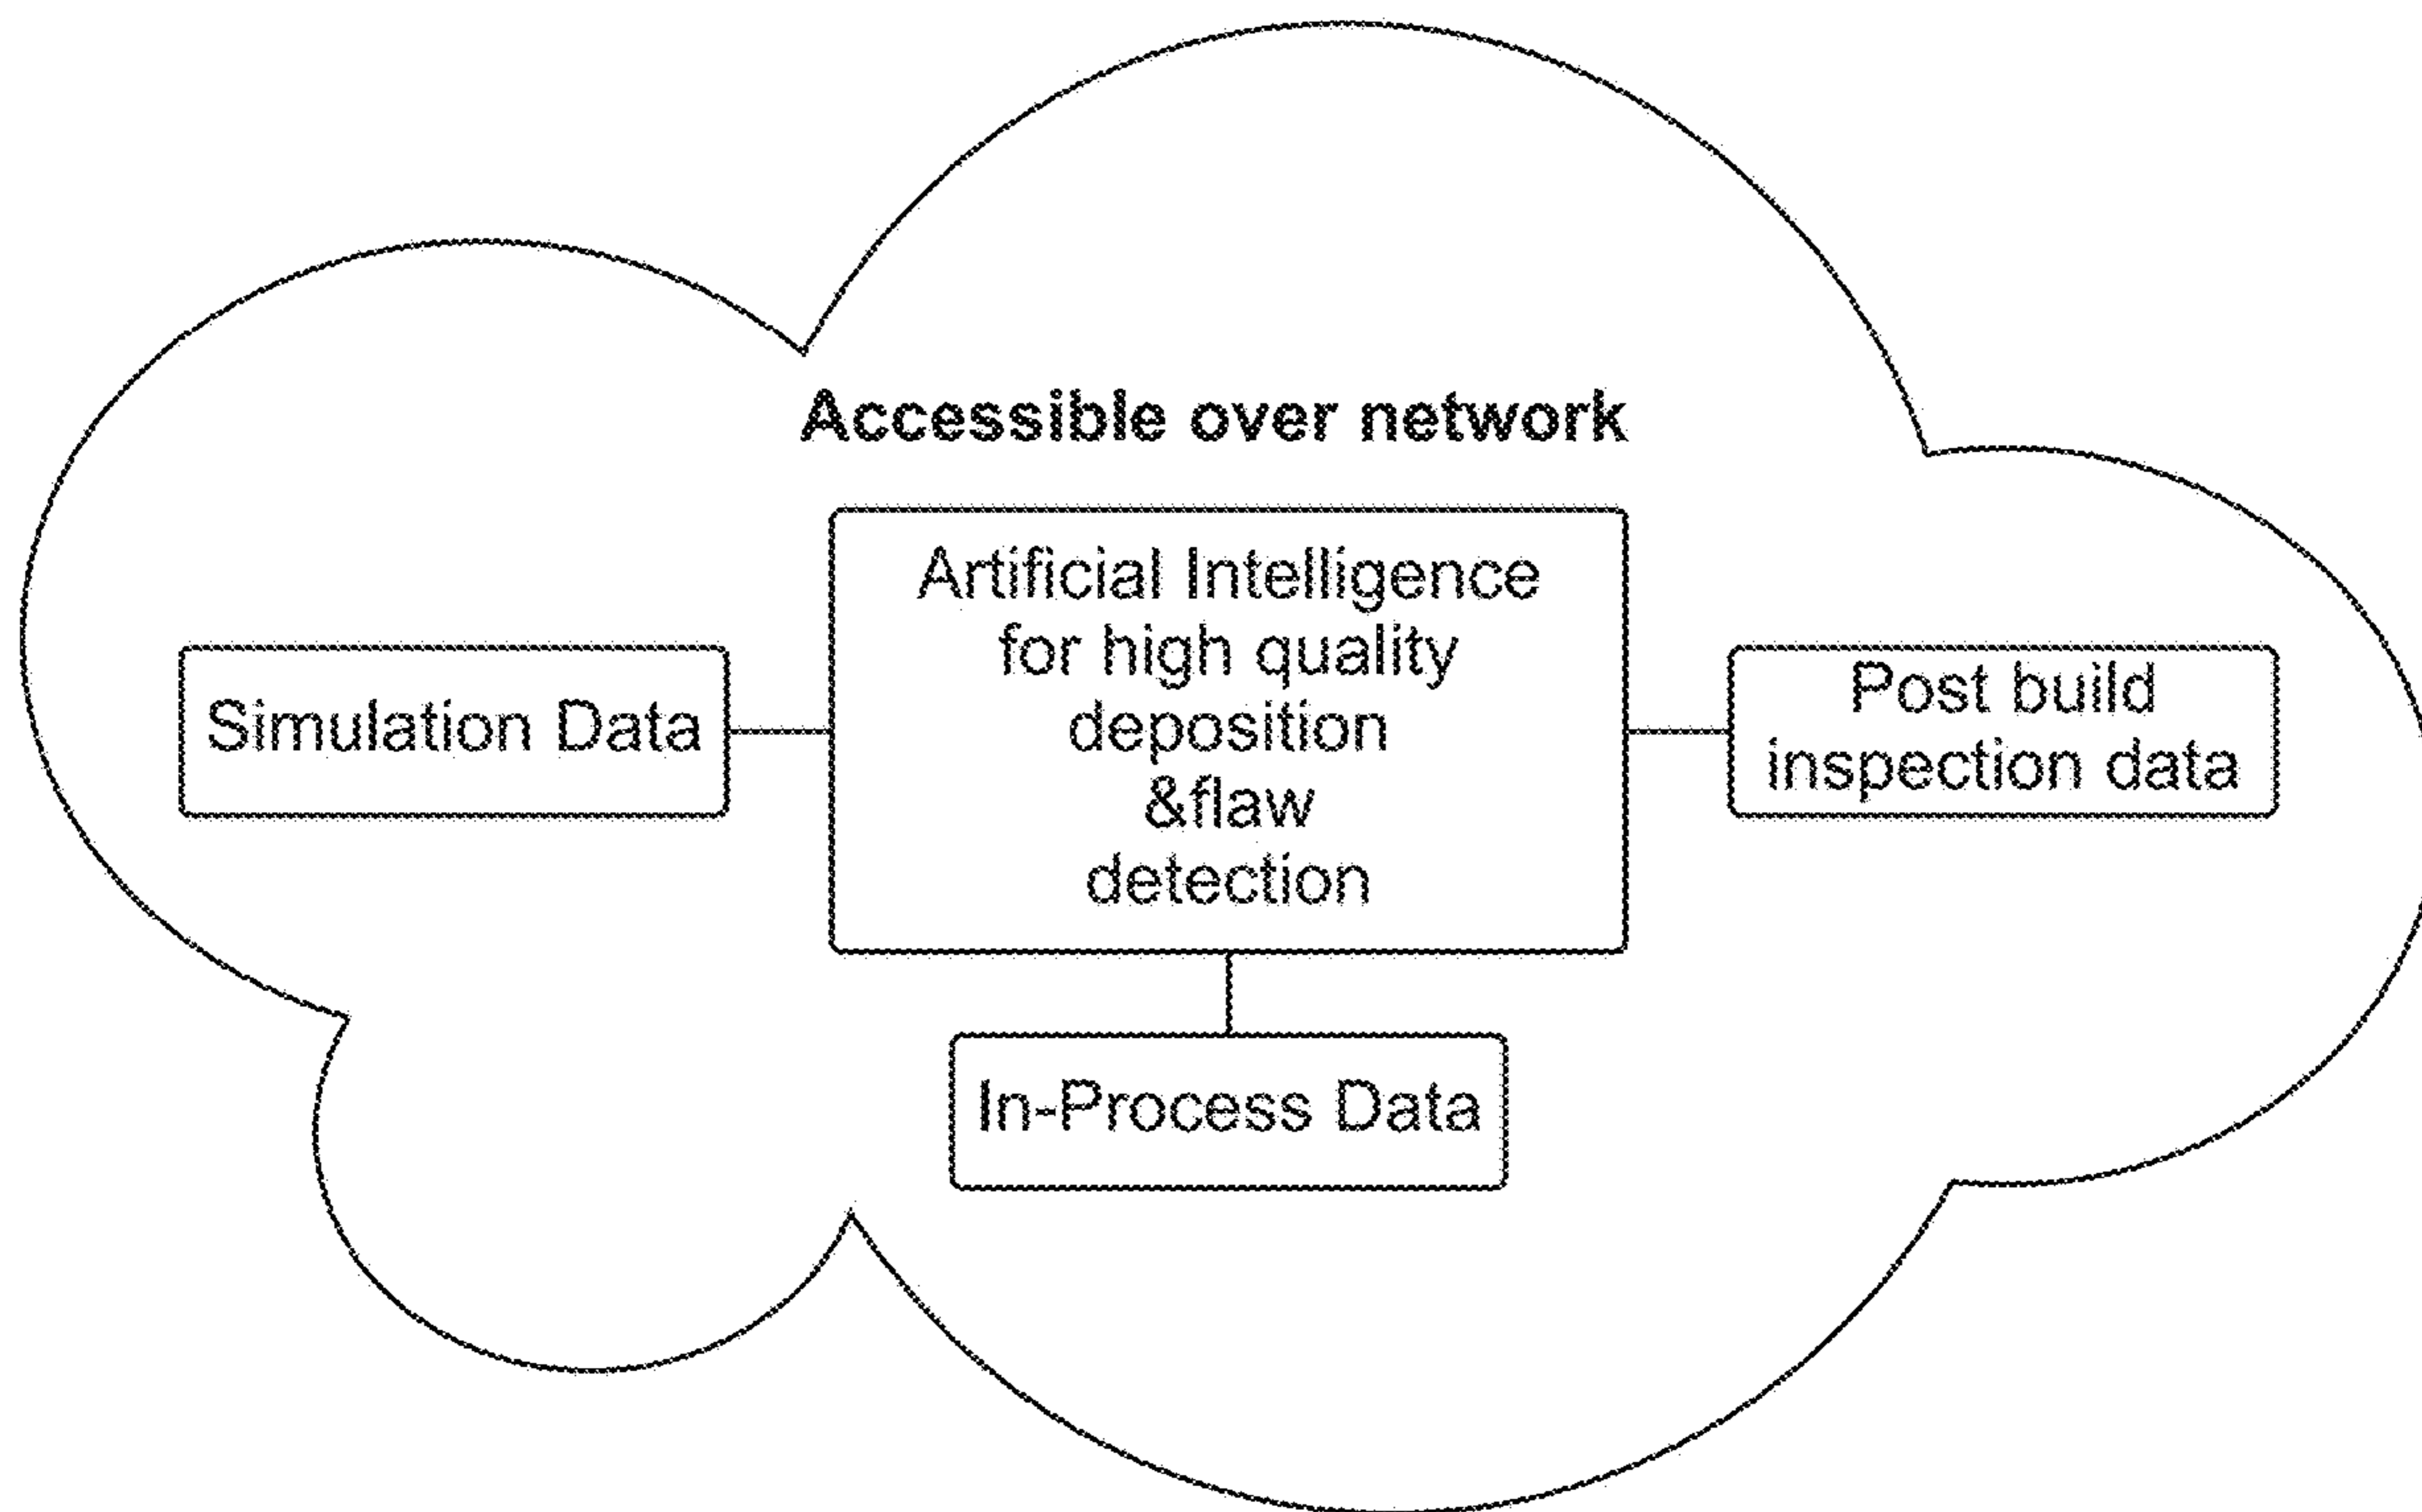 Accessible over network
Artificial Intelligence
for high quality
deposition
&flaw
detection
Simulation Data
Post build
inspection data
In-Process Data